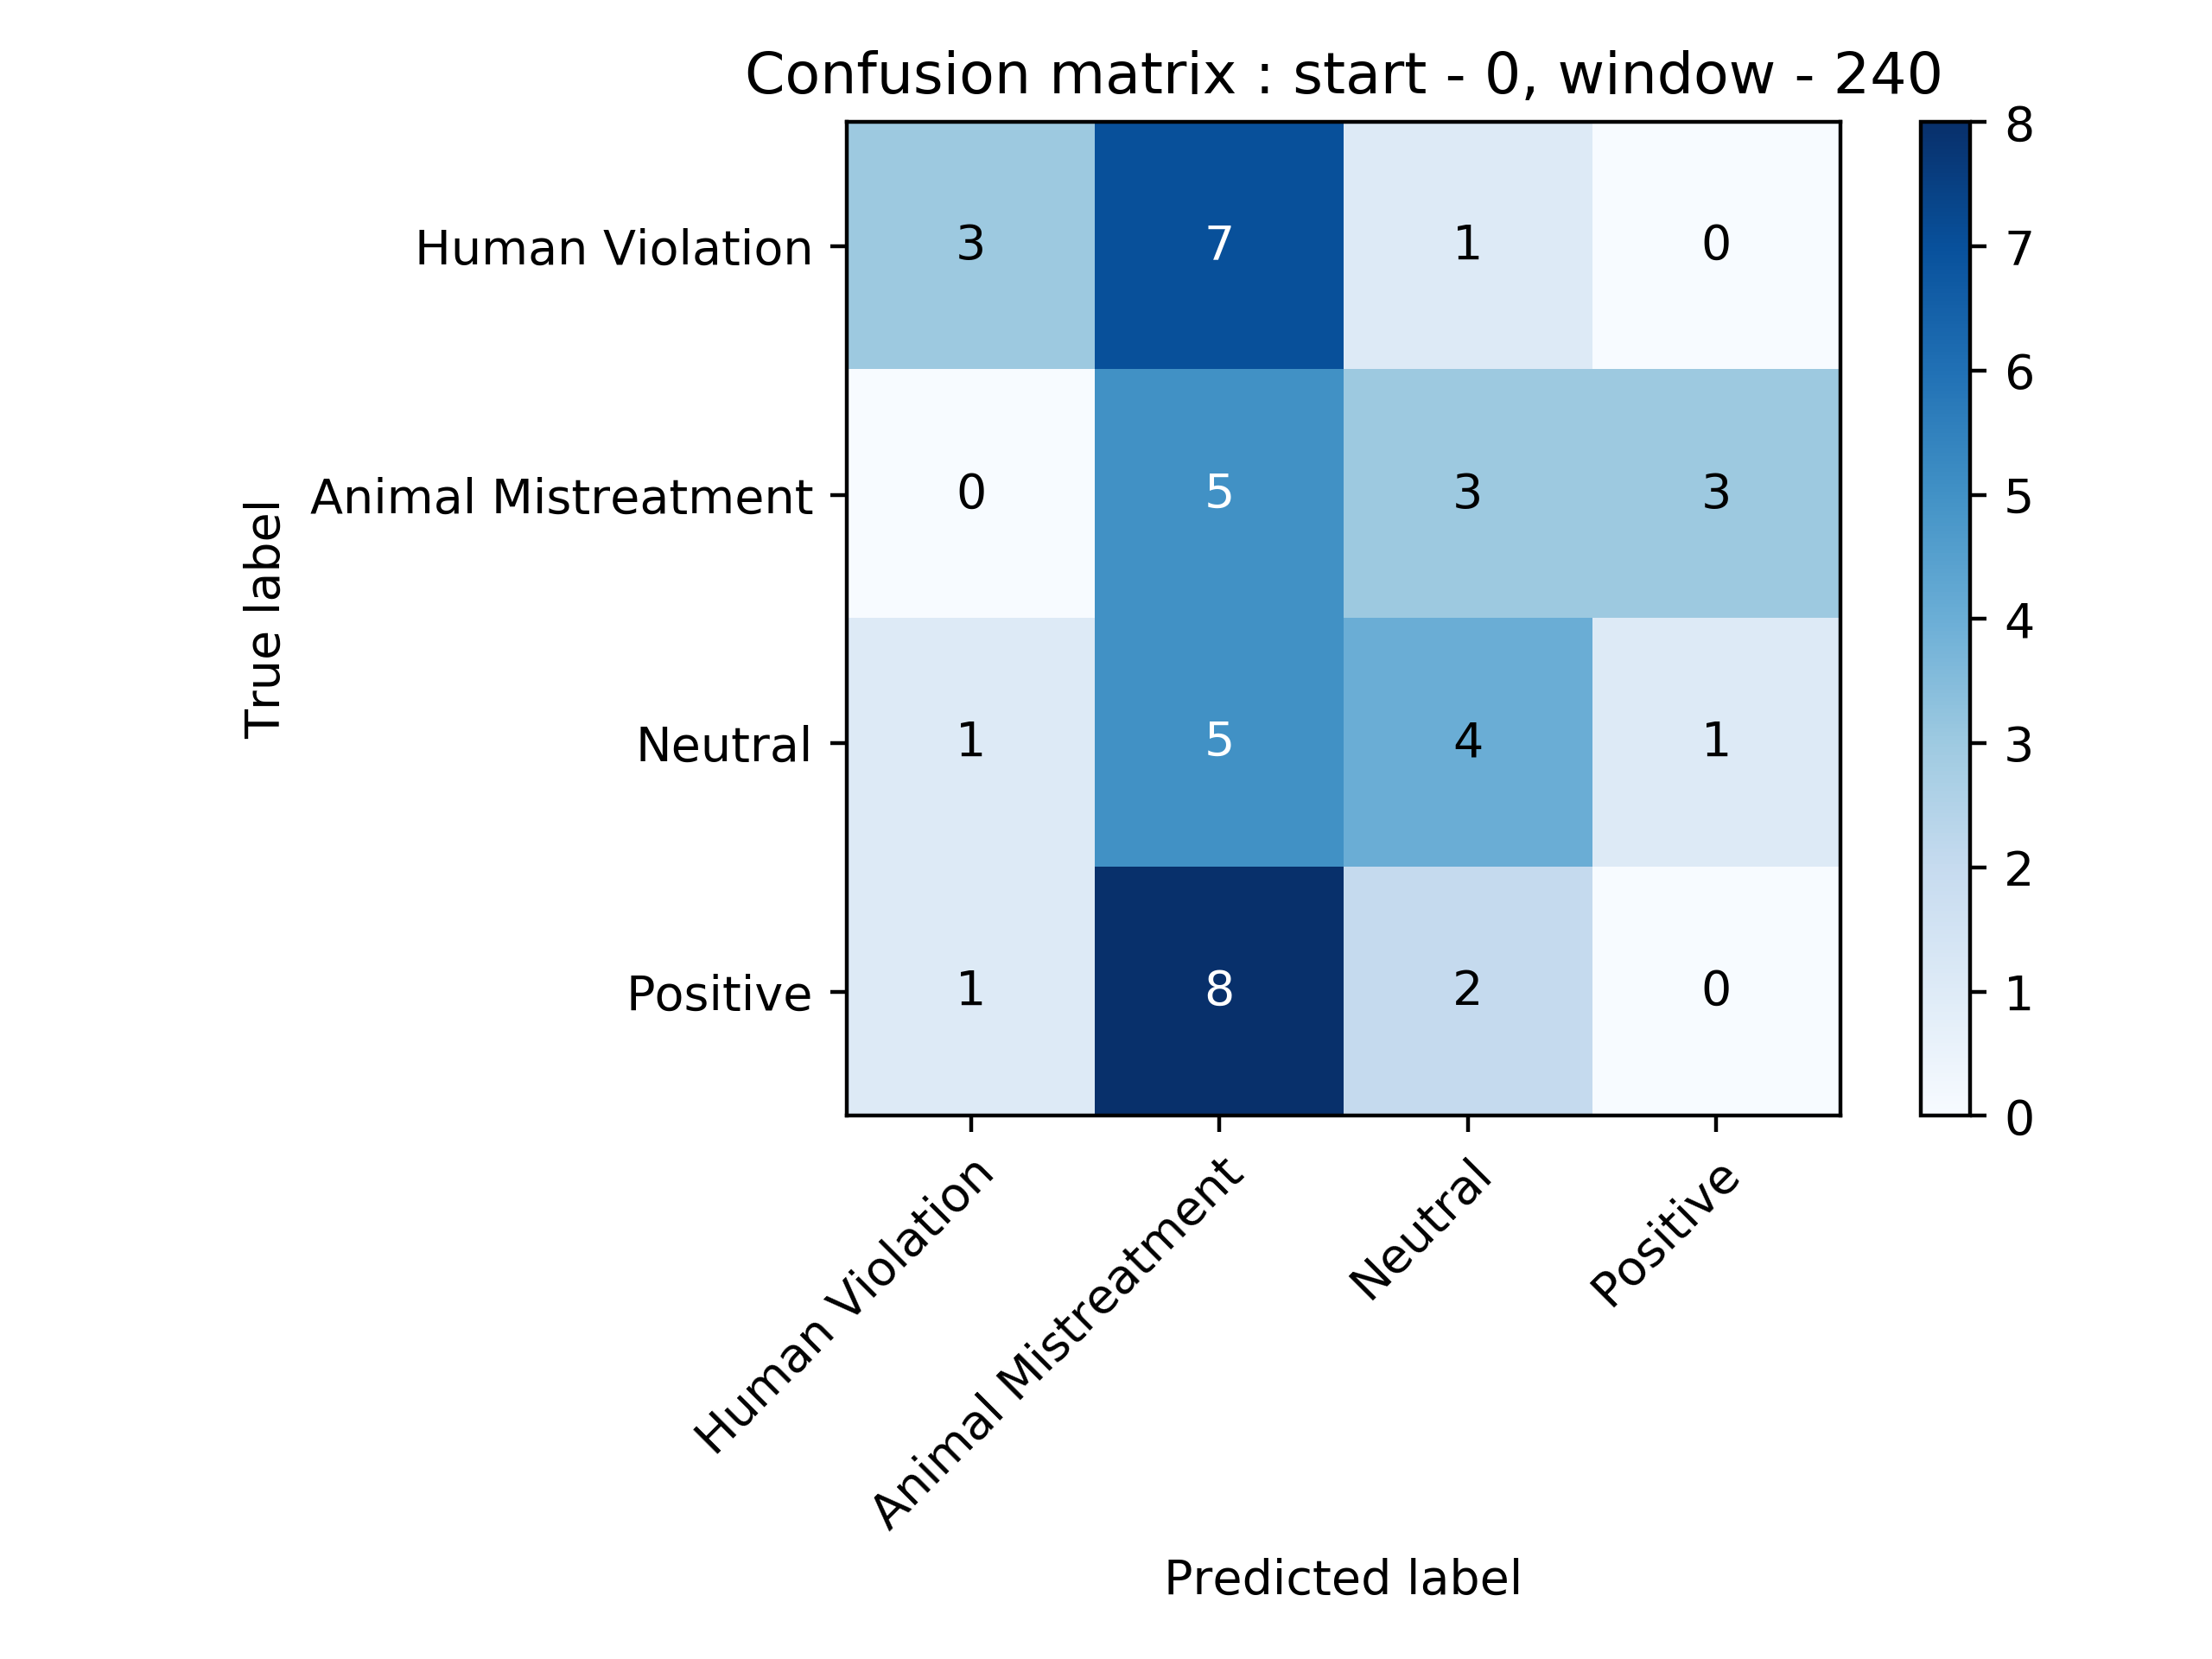 Confusion matrix : start - 0, window - 240
True label
Human Violation 3 7 1 0
Animal Mistreatment 0 5 3 3
Neutral 1 5 4 1
Positive 1 8 2 0
Human Violation
Animal Mistreatment
Neutral
Positive
Predicted label
8
7
6
5
4
3
2
1
0